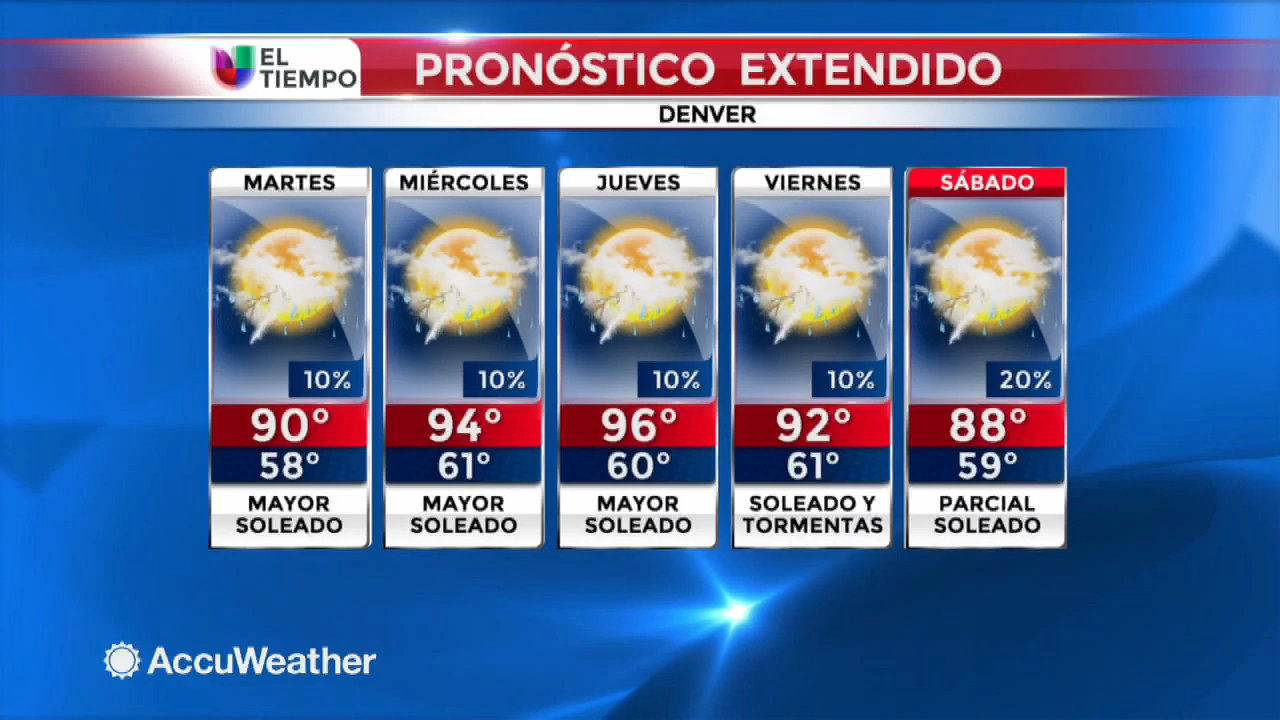 EL
TIEMPO
PRONÓSTICO EXTENDIDO
DENVER
MARTES
10%
90°
58°
MAYOR
SOLEADO
MIÉRCOLES
10%
94°
61°
MAYOR
SOLEADO
JUEVES
10%
96°
60°
MAYOR
SOLEADO
VIERNES
10%
92°
61°
SOLEADO Y
TORMENTAS
SÁBADO
20%
88°
59°
PARCIAL
SOLEADO
AccuWeather